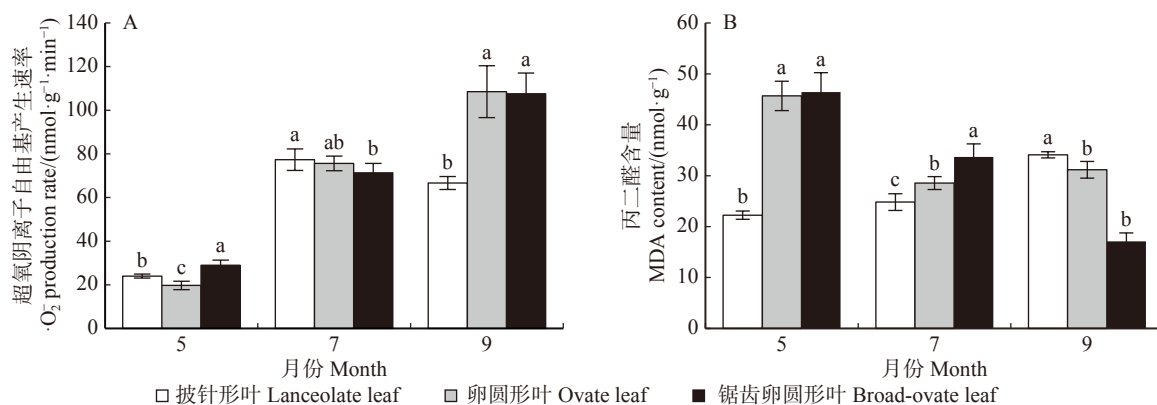 A
超氧阴离子自由基产生速率
·O₂⁻ production rate/(nmol·g⁻¹·min⁻¹)
140
120
100
80
60
40
20
0
b
c
a
a
ab
b
b
a
a
5
7
9
月份 Month
B
丙二醛含量
MDA content/(nmol·g⁻¹)
60
50
40
30
20
10
0
b
a
a
c
b
a
a
b
b
5
7
9
月份 Month
披针形叶 Lanceolate leaf
卵圆形叶 Ovate leaf
锯齿卵圆形叶 Broad-ovate leaf